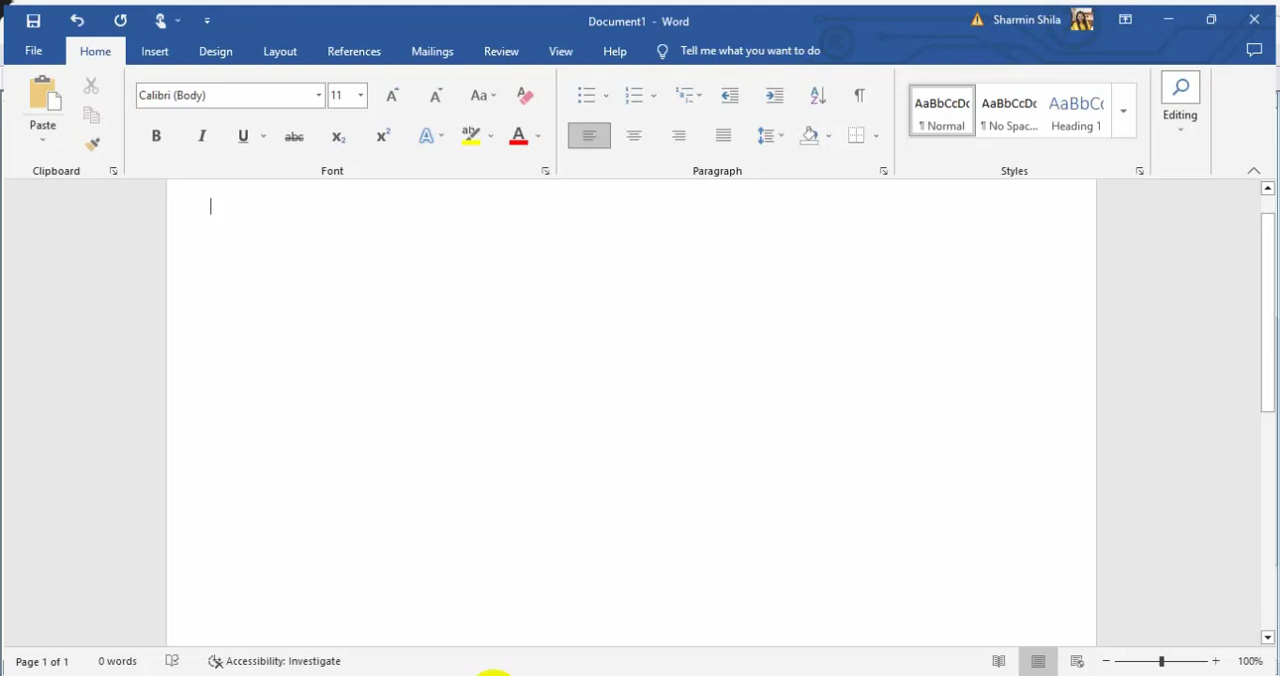 Document1 - Word
Sharmin Shila
File Home Insert Design Layout References Mailings Review View Help Tell me what you want to do
Calibri (Body) 11 Aa
Paste
B I U abc x₂ x² A A
AaBbCcDc AaBbCcDc AaBbCc
¶ Normal ¶ No Spac... Heading 1
Editing
Clipboard Font Paragraph Styles
Page 1 of 1 0 words Accessibility: Investigate 100%